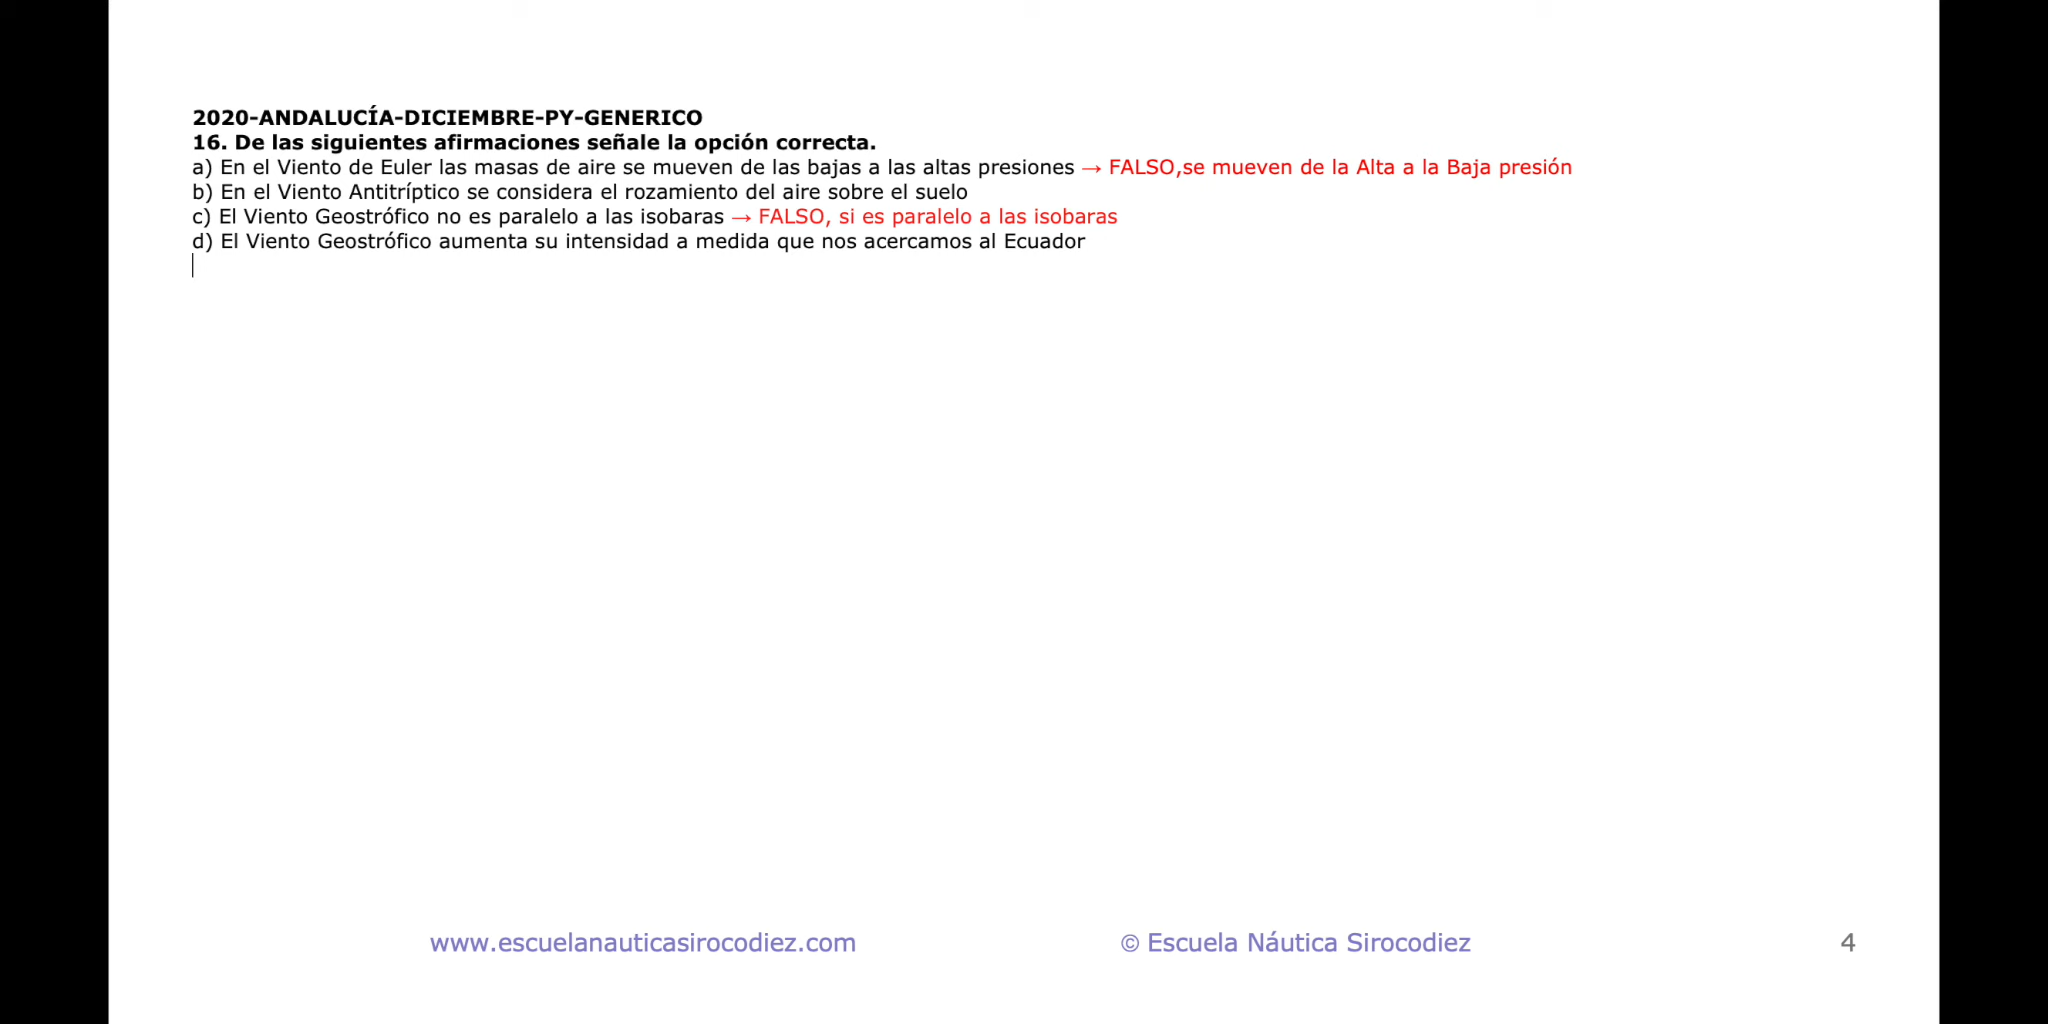 2020-ANDALUCÍA-DICIEMBRE-PY-GENERICO
16. De las siguientes afirmaciones señale la opción correcta.
a) En el Viento de Euler las masas de aire se mueven de las bajas a las altas presiones → FALSO,se mueven de la Alta a la Baja presión
b) En el Viento Antitríptico se considera el rozamiento del aire sobre el suelo
c) El Viento Geostrófico no es paralelo a las isobaras → FALSO, si es paralelo a las isobaras
d) El Viento Geostrófico aumenta su intensidad a medida que nos acercamos al Ecuador
www.escuelanauticasirocodiez.com © Escuela Náutica Sirocodiez 4